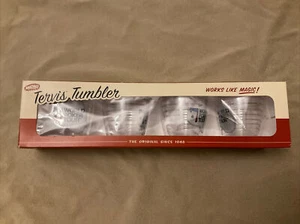 Tervis Tumbler
WORKS LIKE MAGIC!
THE ORIGINAL SINCE 1946